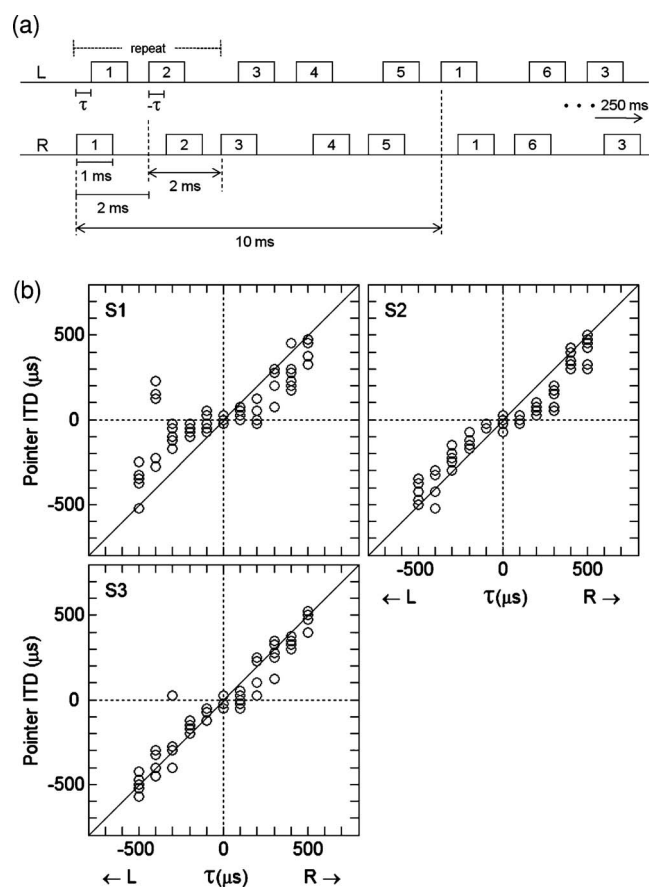 (a)
repeat
L 1 2 3 4 5 1 6 3
τ -τ • • • 250 ms
R 1 2 3 4 5 1 6 3
1 ms
2 ms 2 ms
10 ms
(b)
S1 S2
500
0
-500
Pointer ITD (μs)
-500 0 500
← L τ(μs) R →
S3
500
0
-500
Pointer ITD (μs)
-500 0 500
← L τ(μs) R →